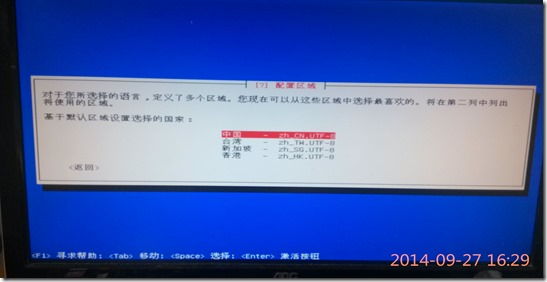 [?] 配置区域
对于您所选择的语言，定义了多个区域。您现在可以从这些区域中选择最喜欢的。将在第二列中列出
将使用的区域。
基于默认区域设置选择的国家：
中国 - zh_CN.UTF-8
台湾 - zh_TW.UTF-8
新加坡 - zh_SG.UTF-8
香港 - zh_HK.UTF-8
<返回>
<F1> 寻求帮助; <Tab> 移动; <Space> 选择; <Enter> 激活按钮
AOC
2014-09-27 16:29